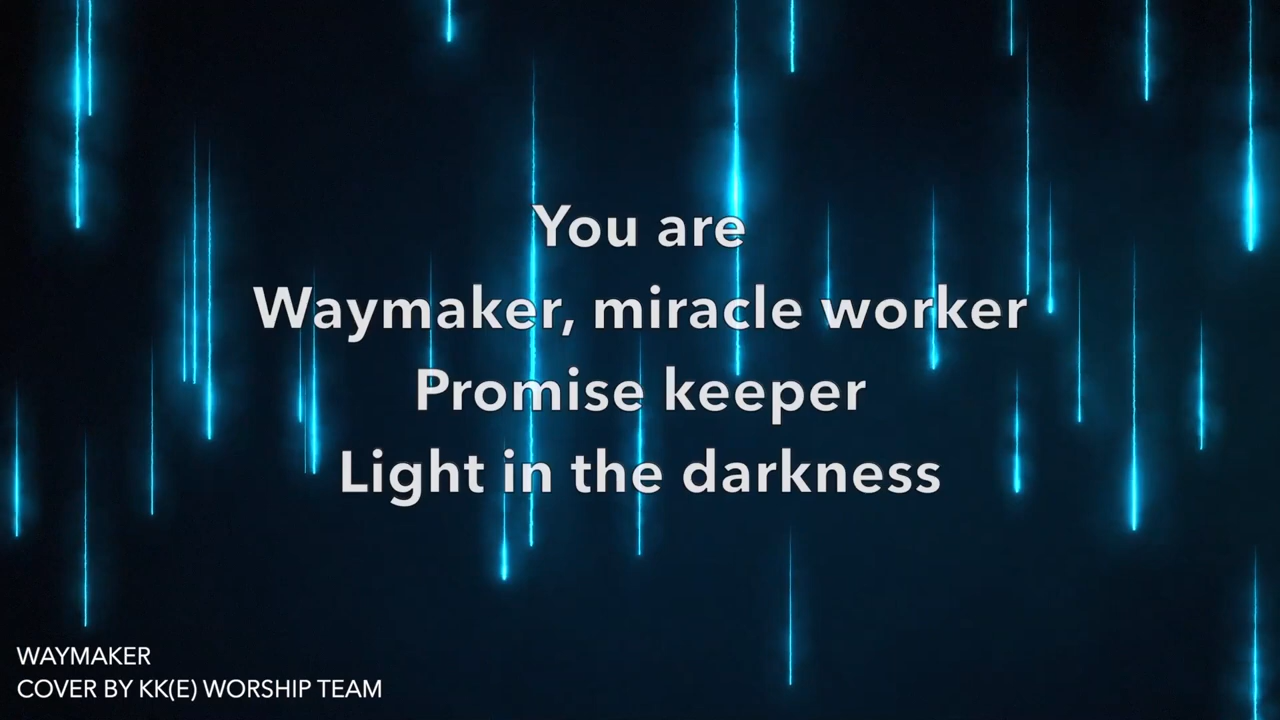 You are
Waymaker, miracle worker
Promise keeper
Light in the darkness
WAYMAKER
COVER BY KK(E) WORSHIP TEAM